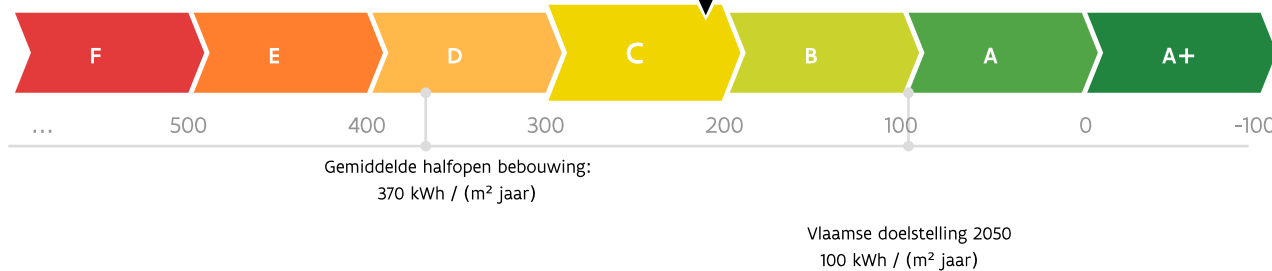 F E D C B A A+
... 500 400 300 200 100 0 -100
Gemiddelde halfopen bebouwing:
370 kWh / (m² jaar)
Vlaamse doelstelling 2050
100 kWh / (m² jaar)